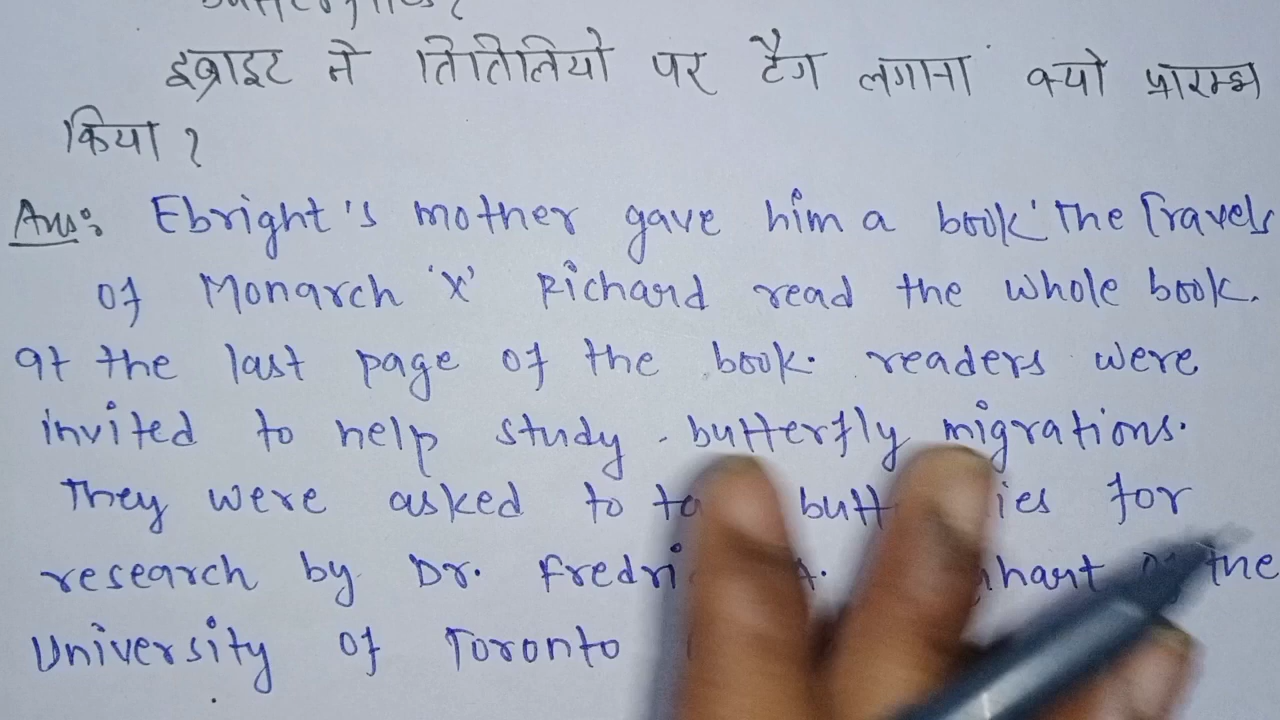 इब्राइट ने तितिलियो पर टैग लगाना क्यो प्रारम्भ
किया ?
Ans: Ebright's mother gave him a book 'The Travels
of Monarch 'x' Richard read the whole book.
at the last page of the book. readers were
invited to help study butterfly migrations.
They were asked to for
research by Dr. the
University of Toronto